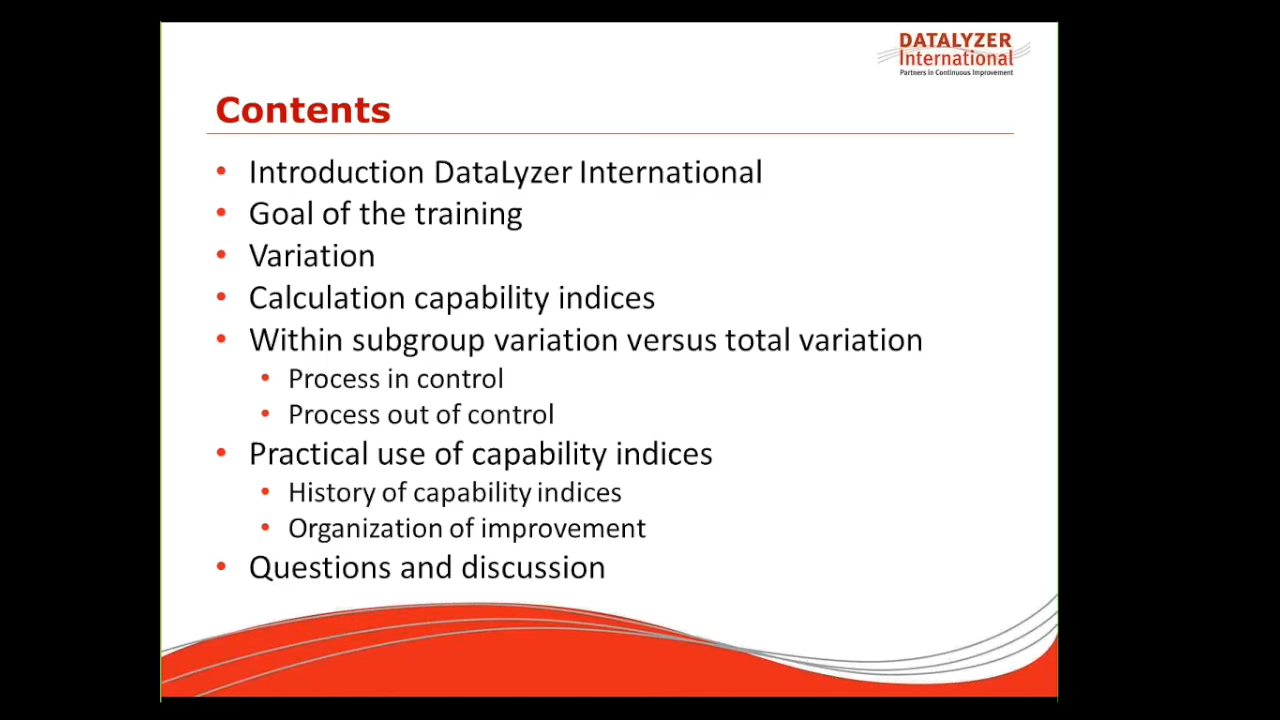 DATALYZER
International
Partners in Continuous Improvement
Contents
• Introduction DataLyzer International
• Goal of the training
• Variation
• Calculation capability indices
• Within subgroup variation versus total variation
• Process in control
• Process out of control
• Practical use of capability indices
• History of capability indices
• Organization of improvement
• Questions and discussion